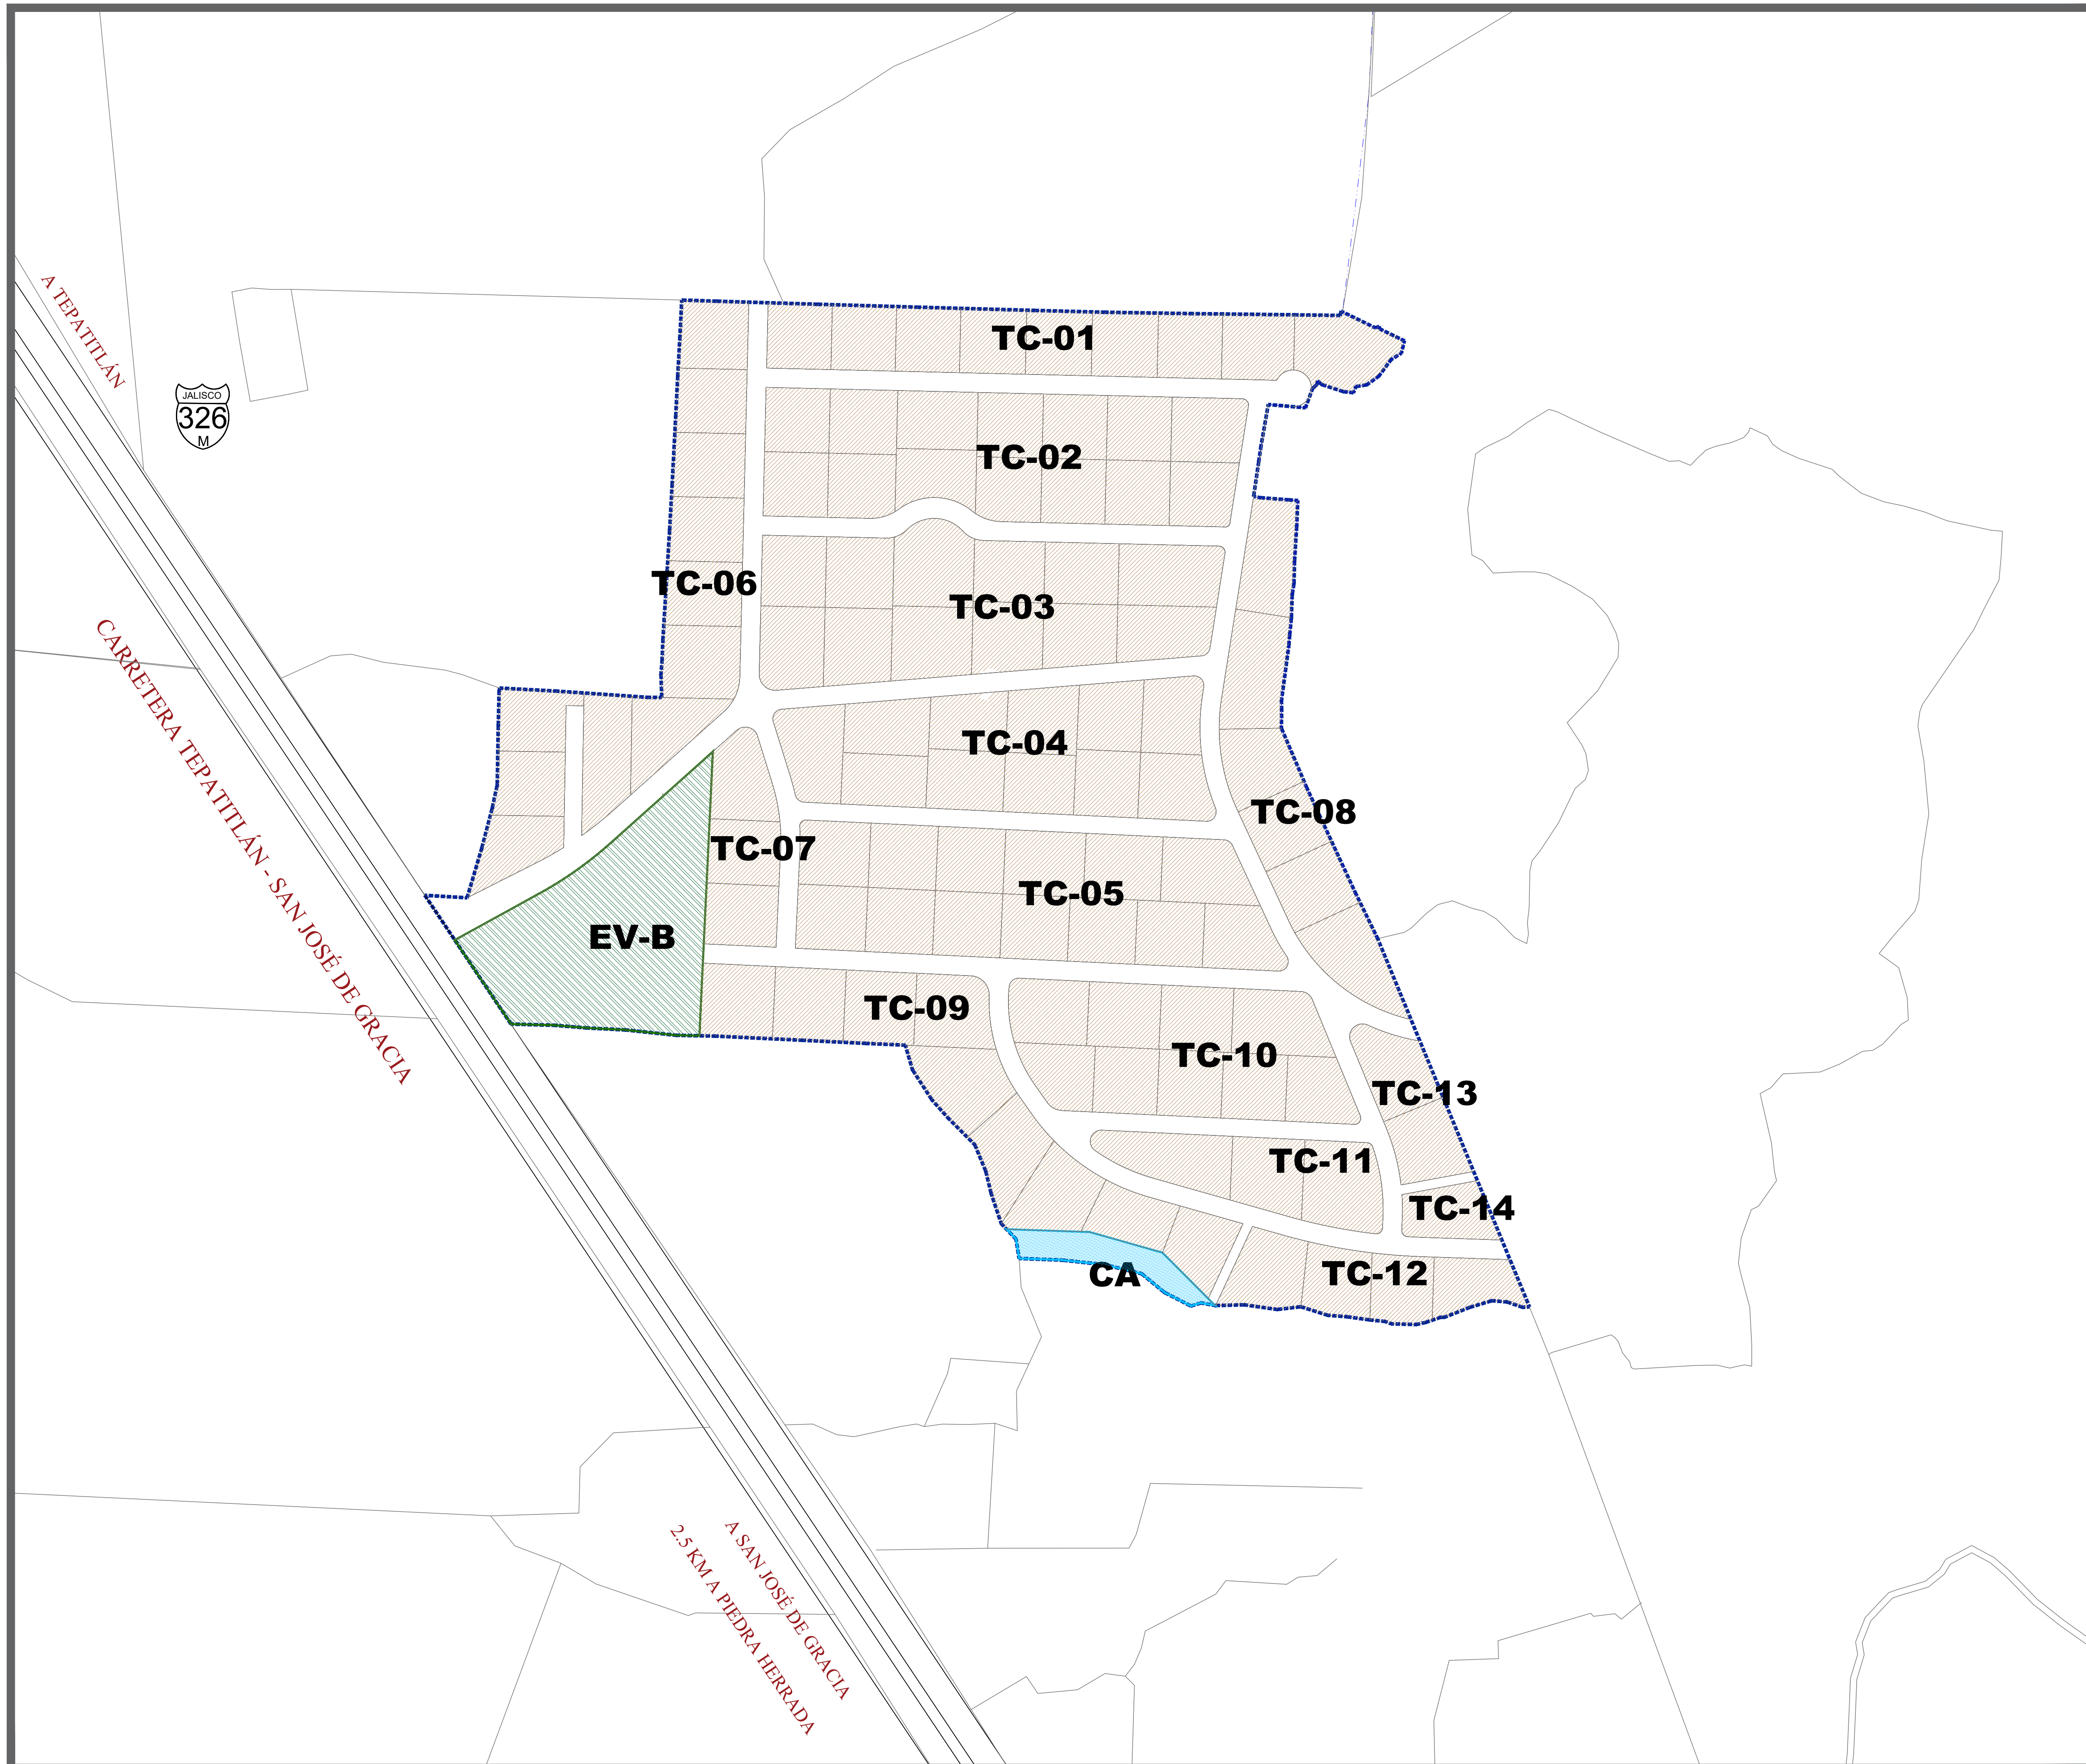 A TEPATITLÁN
JALISCO
326
M
CARRETERA TEPATITLÁN - SAN JOSÉ DE GRACIA
TC-01
TC-02
TC-06
TC-03
TC-04
TC-08
TC-07
TC-05
EV-B
TC-09
TC-10
TC-13
TC-11
TC-14
CA
TC-12
A SAN JOSÉ DE GRACIA
2.5 KM A PIEDRA HERRADA